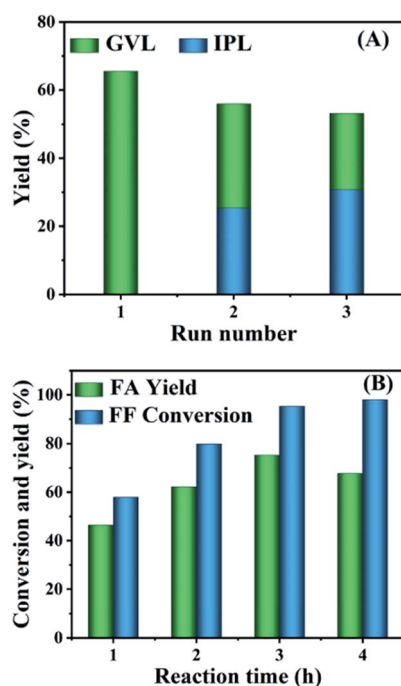 (A)
GVL IPL
80
60
40
20
0
Yield (%)
1 2 3
Run number
(B)
FA Yield
FF Conversion
100
80
60
40
20
0
Conversion and yield (%)
1 2 3 4
Reaction time (h)